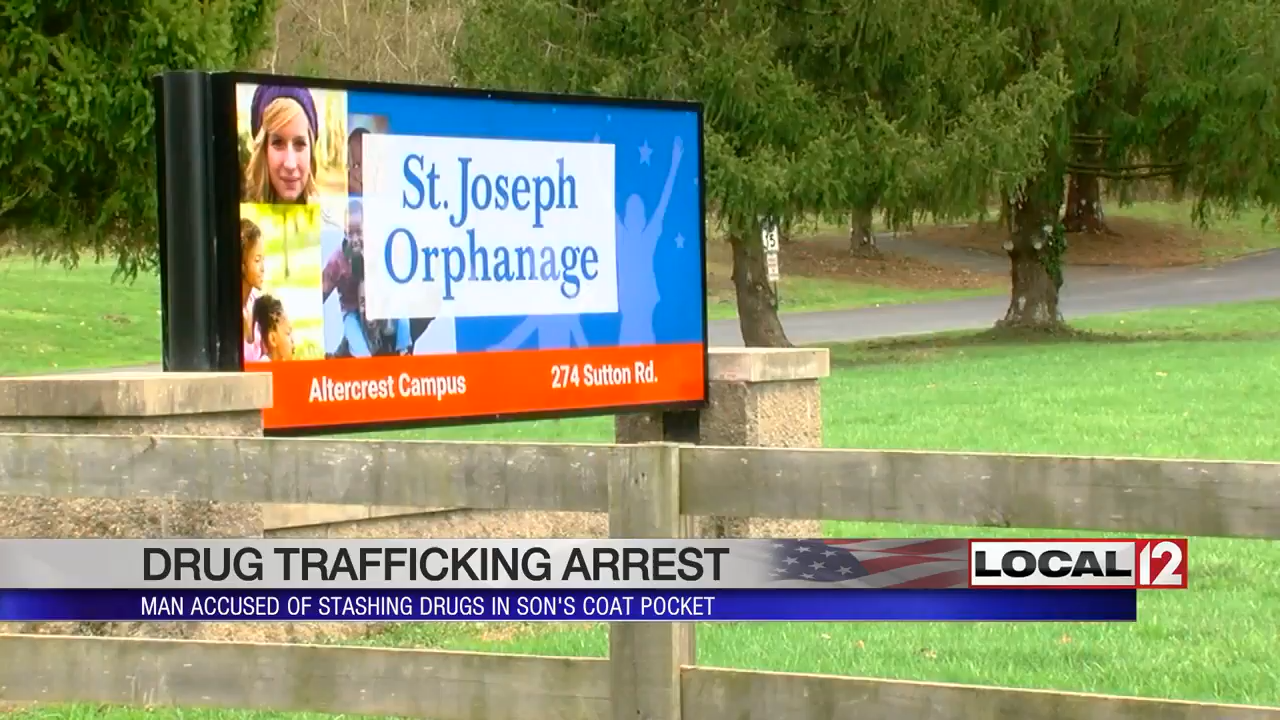 St. Joseph
Orphanage
Altercrest Campus
274 Sutton Rd.
15
DRUG TRAFFICKING ARREST
LOCAL 12
MAN ACCUSED OF STASHING DRUGS IN SON'S COAT POCKET